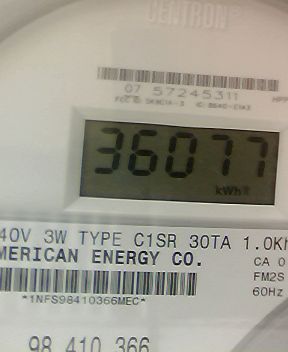 CENTRON®
07 57245311
36077
kWh
40V 3W TYPE C1SR 30TA 1.0Kh
MERICAN ENERGY CO.
CA 0
FM2S
60Hz
*1NFS98410366MEC*
98 410 366